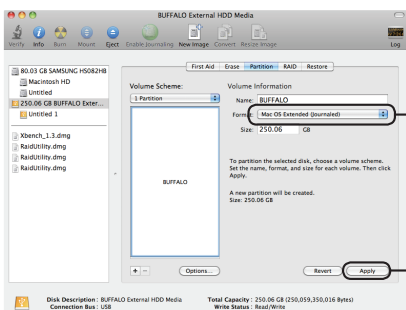 BUFFALO External HDD Media
Verify Info Burn Mount Eject Enable Journaling New Image Convert Resize Image Log
80.03 GB SAMSUNG HS082HB
Macintosh HD
Untitled
250.06 GB BUFFALO Exter...
Untitled 1
Xbench_1.3.dmg
RaidUtility.dmg
RaidUtility.dmg
RaidUtility.dmg
First Aid Erase Partition RAID Restore
Volume Scheme:
1 Partition
BUFFALO
+ − Options...
Volume Information
Name: BUFFALO
Format: Mac OS Extended (Journaled)
Size: 250.06 GB
To partition the selected disk, choose a volume scheme.
Set the name, format, and size for each volume. Then click
Apply.
A new partition will be created.
Size: 250.06 GB
Revert Apply
Disk Description : BUFFALO External HDD Media Total Capacity : 250.06 GB (250,059,350,016 Bytes)
Connection Bus : USB Write Status : Read/Write